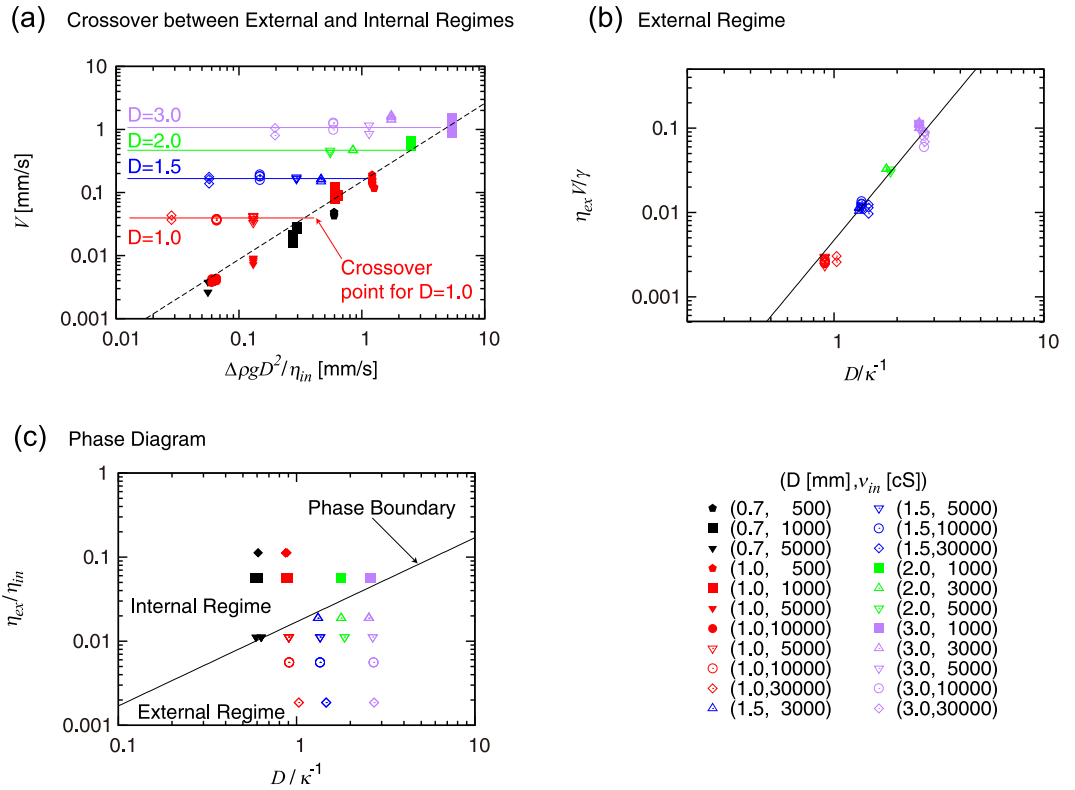 (a) Crossover between External and Internal Regimes
10
1
0.1
0.01
0.001
V [mm/s]
D=3.0
D=2.0
D=1.5
D=1.0
Crossover
point for D=1.0
0.01 0.1 1 10
ΔρgD²/η_in [mm/s]
(b) External Regime
0.1
0.01
0.001
η_ex V/γ
1 10
D/κ⁻¹
(c) Phase Diagram
1
0.1
0.01
0.001
η_ex/η_in
Phase Boundary
Internal Regime
External Regime
0.1 1 10
D / κ⁻¹
(D [mm],ν_in [cS])
(0.7, 500)
(0.7, 1000)
(0.7, 5000)
(1.0, 500)
(1.0, 1000)
(1.0, 5000)
(1.0,10000)
(1.0, 5000)
(1.0,10000)
(1.0,30000)
(1.5, 3000)
(1.5, 5000)
(1.5,10000)
(1.5,30000)
(2.0, 1000)
(2.0, 3000)
(2.0, 5000)
(3.0, 1000)
(3.0, 3000)
(3.0, 5000)
(3.0,10000)
(3.0,30000)